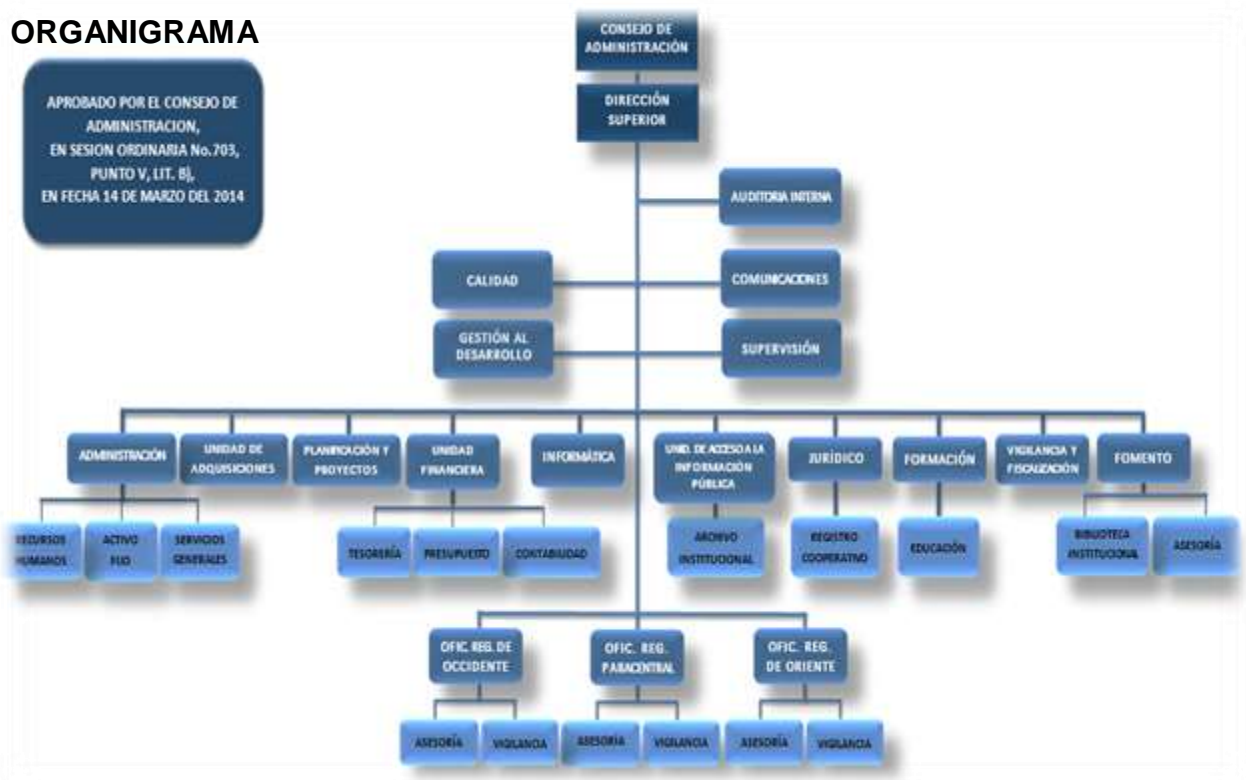 ORGANIGRAMA
APROBADO POR EL CONSEJO DE
ADMINISTRACION,
EN SESION ORDINARIA No.703,
PUNTO V, LIT. B),
EN FECHA 14 DE MARZO DEL 2014
CONSEJO DE
ADMINISTRACIÓN
DIRECCIÓN
SUPERIOR
AUDITORIA INTERNA
CALIDAD
COMUNICACIONES
GESTIÓN AL
DESARROLLO
SUPERVISIÓN
ADMINISTRACIÓN
UNIDAD DE
ADQUISICIONES
PLANIFICACIÓN Y
PROYECTOS
UNIDAD
FINANCIERA
INFORMÁTICA
UNID. DE ACCESO A LA
INFORMACIÓN
PÚBLICA
JURÍDICO
FORMACIÓN
VIGILANCIA Y
FISCALIZACIÓN
FOMENTO
RECURSOS
HUMANOS
ACTIVO
FIJO
SERVICIOS
GENERALES
TESORERÍA
PRESUPUESTO
CONTABILIDAD
ARCHIVO
INSTITUCIONAL
REGISTRO
COOPERATIVO
EDUCACIÓN
BIBLIOTECA
INSTITUCIONAL
ASESORÍA
OFIC. REG. DE
OCCIDENTE
OFIC. REG.
PARACENTRAL
OFIC. REG.
DE ORIENTE
ASESORÍA
VIGILANCIA
ASESORIA
VIGILANCIA
ASESORÍA
VIGILANCIA